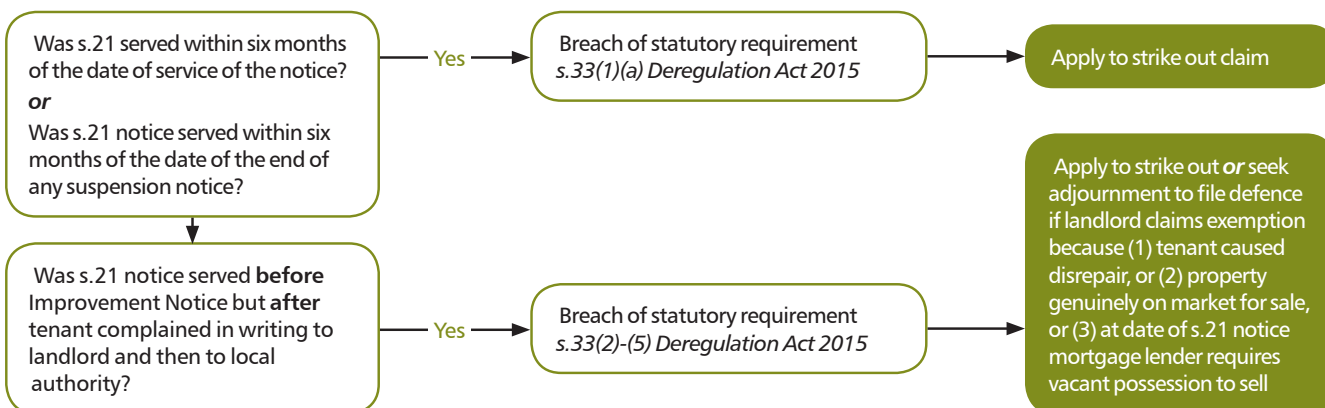 Was s.21 served within six months
of the date of service of the notice?
or
Was s.21 notice served within six
months of the date of the end of
any suspension notice?
Yes
Breach of statutory requirement
s.33(1)(a) Deregulation Act 2015
Apply to strike out claim
Was s.21 notice served before
Improvement Notice but after
tenant complained in writing to
landlord and then to local
authority?
Yes
Breach of statutory requirement
s.33(2)-(5) Deregulation Act 2015
Apply to strike out or seek
adjournment to file defence
if landlord claims exemption
because (1) tenant caused
disrepair, or (2) property
genuinely on market for sale,
or (3) at date of s.21 notice
mortgage lender requires
vacant possession to sell